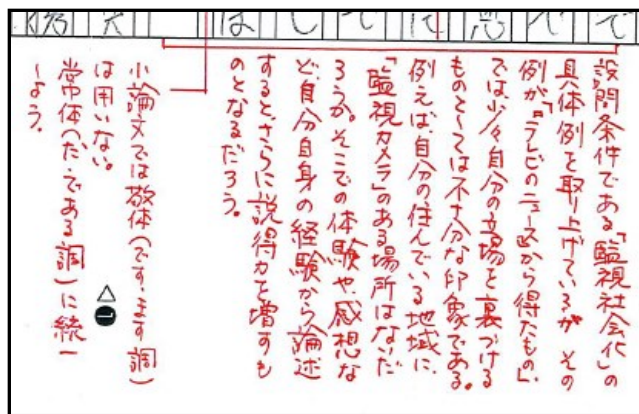 設問条件である「監視社会化」の
具体例を取り上げているが、その
例が「『テレビのニュース』から得たもの」
では少々自分の立場を裏づける
ものとしては不十分な印象である。
例えば、自分の住んでいる地域に、
「監視カメラ」のある場所はないだ
ろうか。そこでの体験や、感想な
ど、自分自身の経験から論述
すると、さらに説得力を増すも
のとなるだろう。
小論文では敬体（です、ます調）
は用いない。
△❶
常体（だ・である調）に統一
しよう。